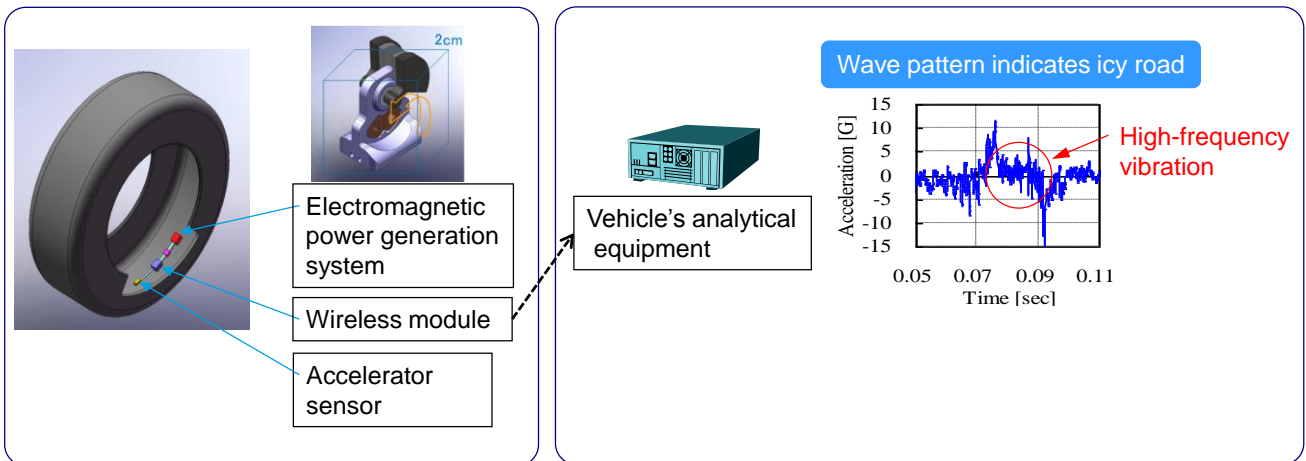 2cm
Electromagnetic
power generation
system
Wireless module
Accelerator
sensor
Vehicle's analytical
equipment
Wave pattern indicates icy road
High-frequency
vibration
Acceleration [G]
15
10
5
0
-5
-10
-15
0.05 0.07 0.09 0.11
Time [sec]